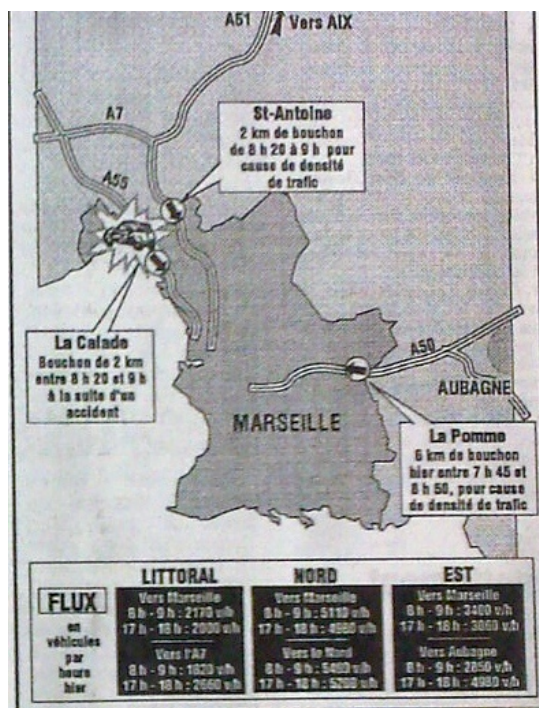 A51
Vers AIX
A7
St-Antoine
2 km de bouchon
de 8 h 20 à 9 h pour
cause de densité
de trafic
A55
La Calade
Bouchon de 2 km
entre 8 h 20 et 9 h
à la suite d'un
accident
A50
AUBAGNE
MARSEILLE
La Pomme
6 km de bouchon
hier entre 7 h 45 et
8 h 50, pour cause
de densité de trafic
FLUX
en
véhicules
par
heure
hier
LITTORAL
Vers Marseille
8 h - 9 h : 2170 v/h
17 h - 18 h : 2000 v/h
Vers l'A7
8 h - 9 h : 1820 v/h
17 h - 18 h : 2660 v/h
NORD
Vers Marseille
8 h - 9 h : 5110 v/h
17 h - 18 h : v/h
Vers le Nord
8 h - 9 h : v/h
17 h - 18 h : v/h
EST
Vers Marseille
8 h - 9 h : 3400 v/h
17 h - 18 h : v/h
Vers Aubagne
8 h - 9 h : 2850 v/h
17 h - 18 h : 4980 v/h